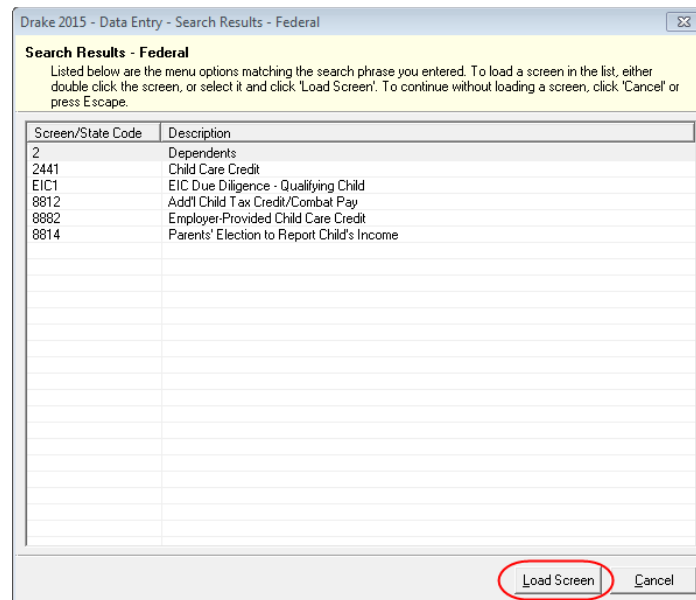 Drake 2015 - Data Entry - Search Results - Federal
Search Results - Federal
Listed below are the menu options matching the search phrase you entered. To load a screen in the list, either
double click the screen, or select it and click 'Load Screen'. To continue without loading a screen, click 'Cancel' or
press Escape.
Screen/State Code Description
2 Dependents
2441 Child Care Credit
EIC1 EIC Due Diligence - Qualifying Child
8812 Add'l Child Tax Credit/Combat Pay
8882 Employer-Provided Child Care Credit
8814 Parents' Election to Report Child's Income
Load Screen Cancel